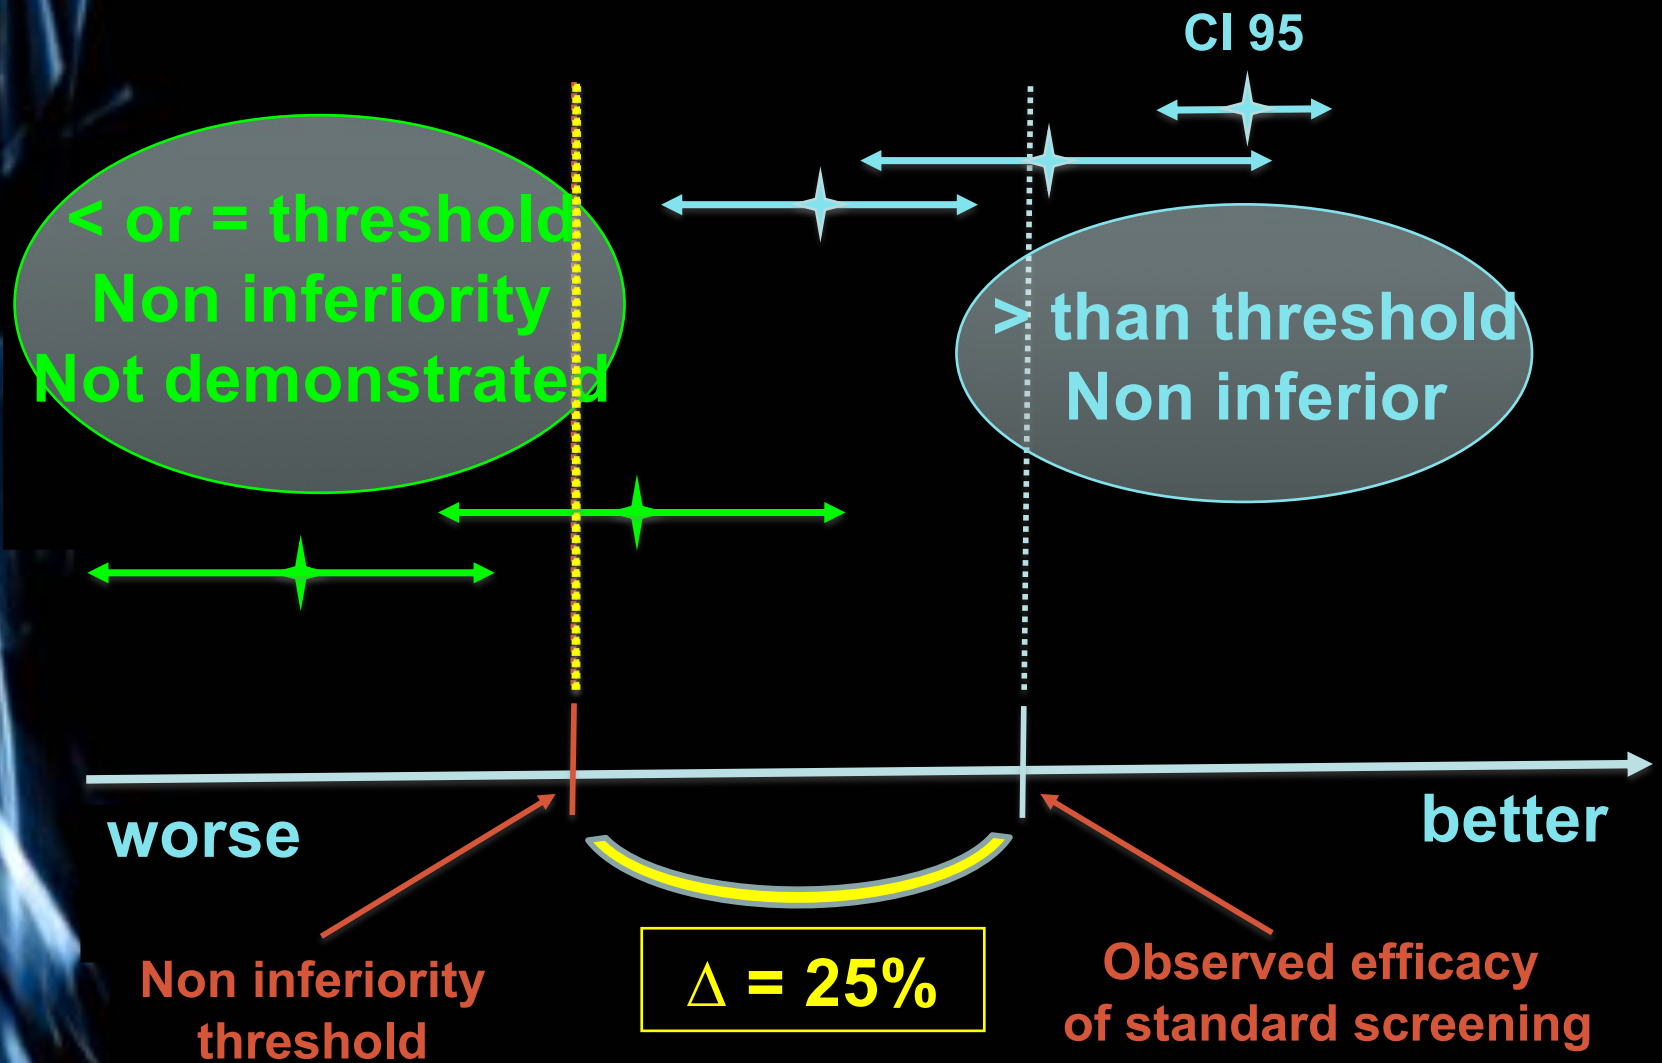 CI 95
< or = threshold
Non inferiority
Not demonstrated
> than threshold
Non inferior
worse
better
Non inferiority
threshold
Δ = 25%
Observed efficacy
of standard screening